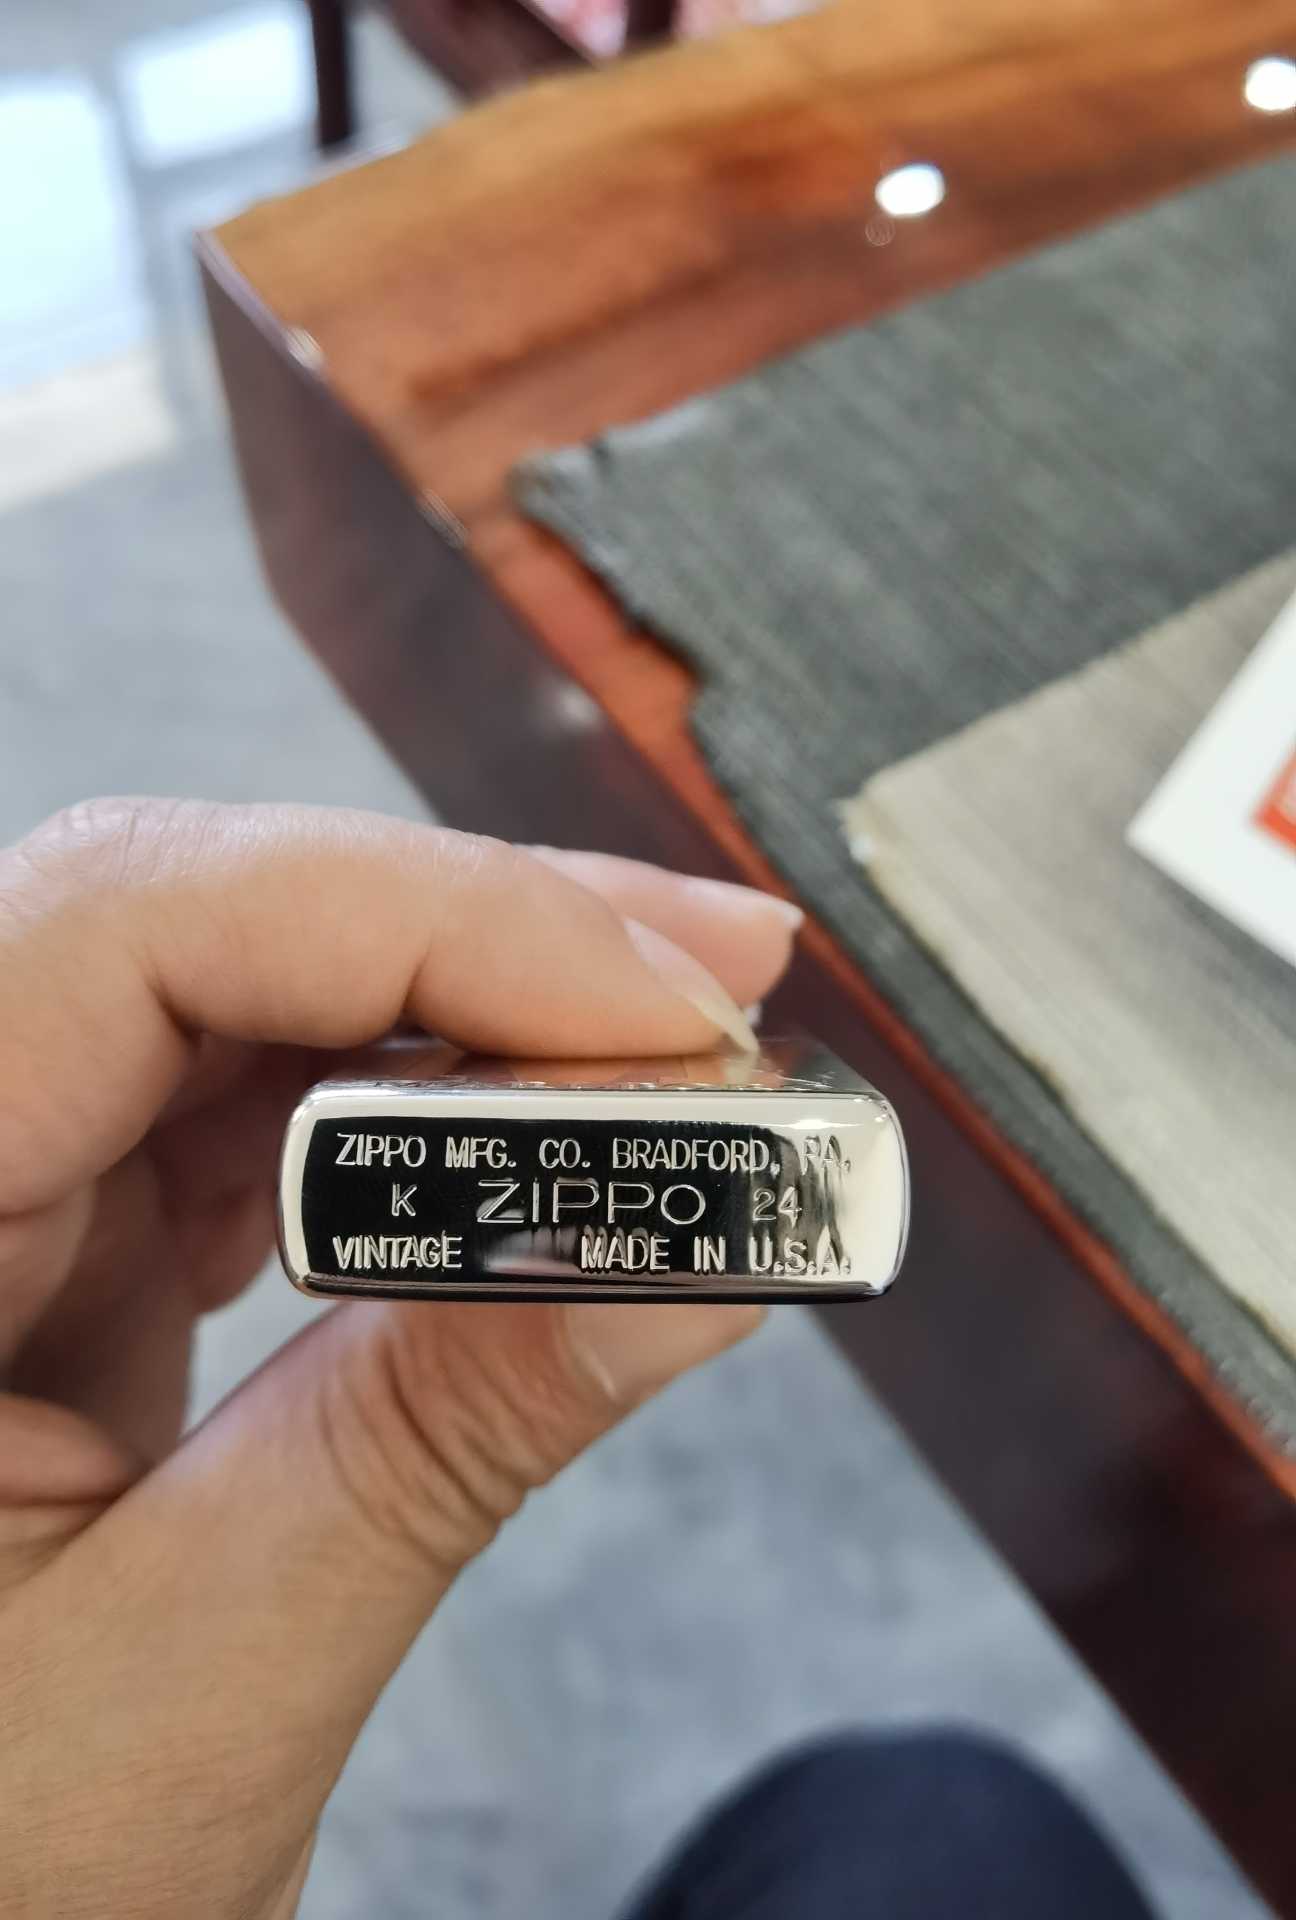 ZIPPO MFG. CO. BRADFORD, PA.
K ZIPPO 24
VINTAGE MADE IN U.S.A.